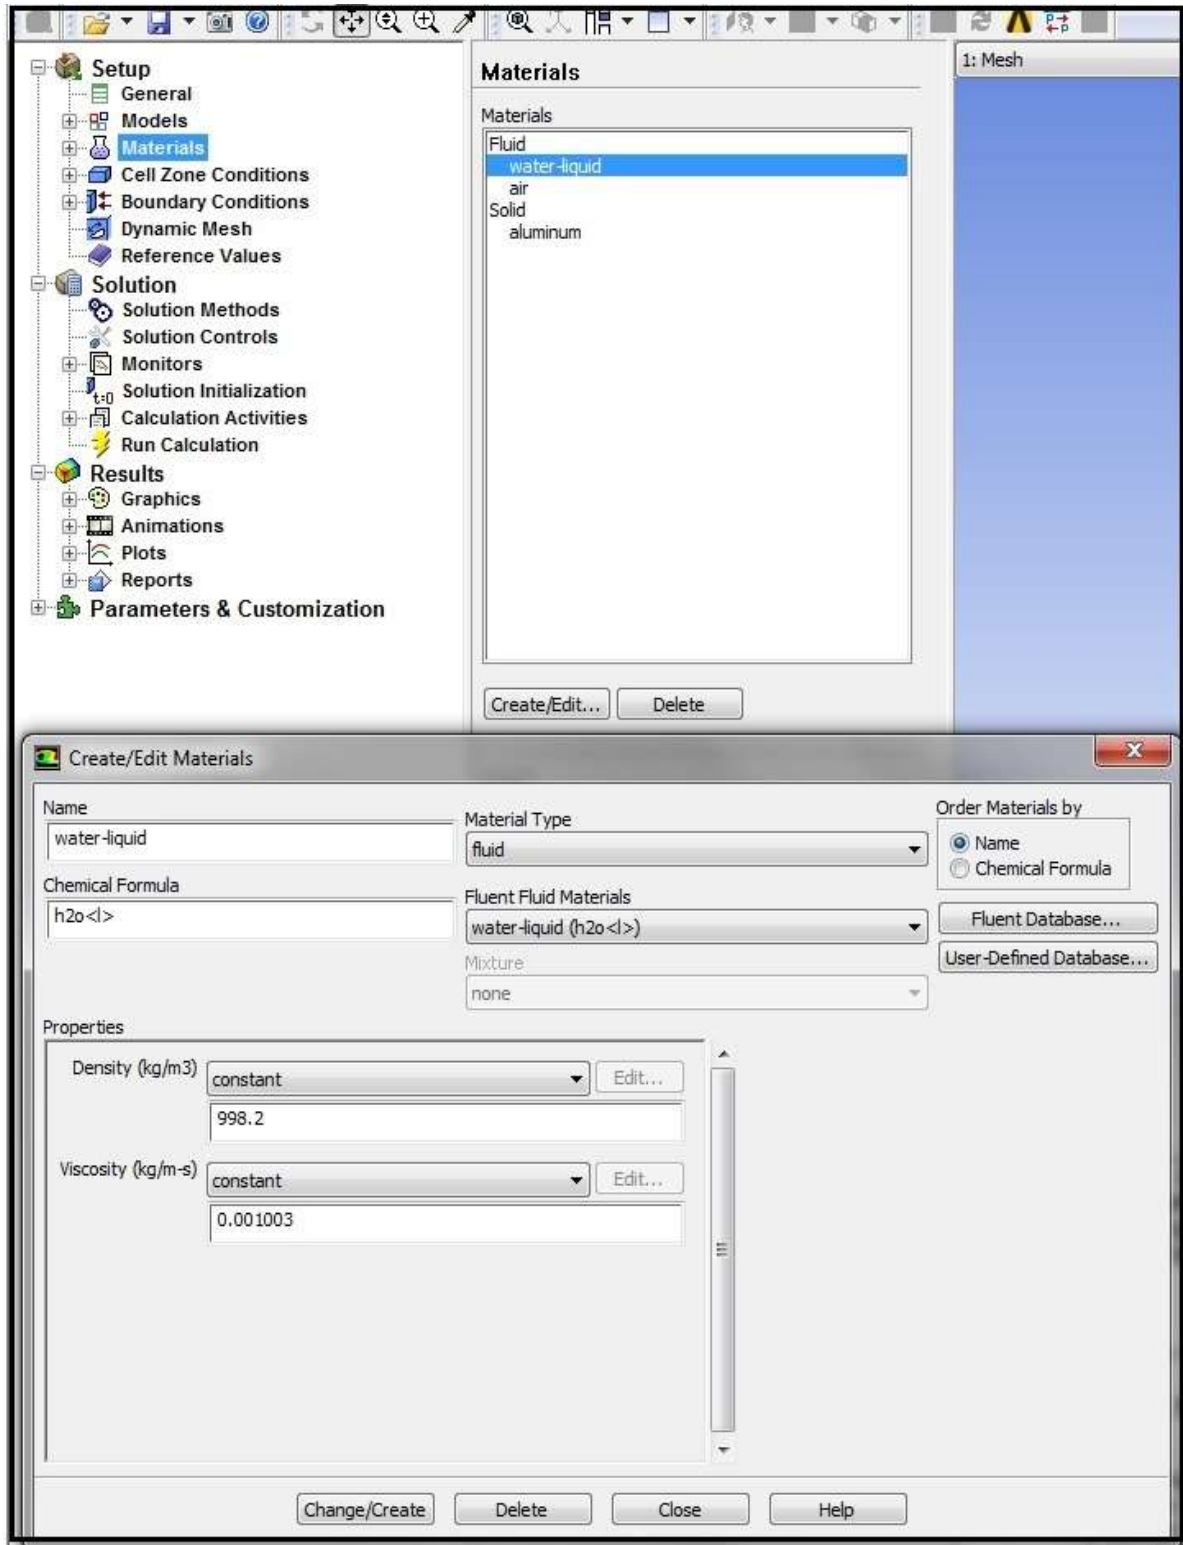 Setup
General
Models
Materials
Cell Zone Conditions
Boundary Conditions
Dynamic Mesh
Reference Values
Solution
Solution Methods
Solution Controls
Monitors
t=0 Solution Initialization
Calculation Activities
Run Calculation
Results
Graphics
Animations
Plots
Reports
Parameters & Customization
Materials
Materials
Fluid
water-liquid
air
Solid
aluminum
Create/Edit... Delete
1: Mesh
Create/Edit Materials
Name
water-liquid
Chemical Formula
h2o<l>
Material Type
fluid
Fluent Fluid Materials
water-liquid (h2o<l>)
Mixture
none
Order Materials by
Name
Chemical Formula
Fluent Database...
User-Defined Database...
Properties
Density (kg/m3) constant Edit...
998.2
Viscosity (kg/m-s) constant Edit...
0.001003
Change/Create Delete Close Help